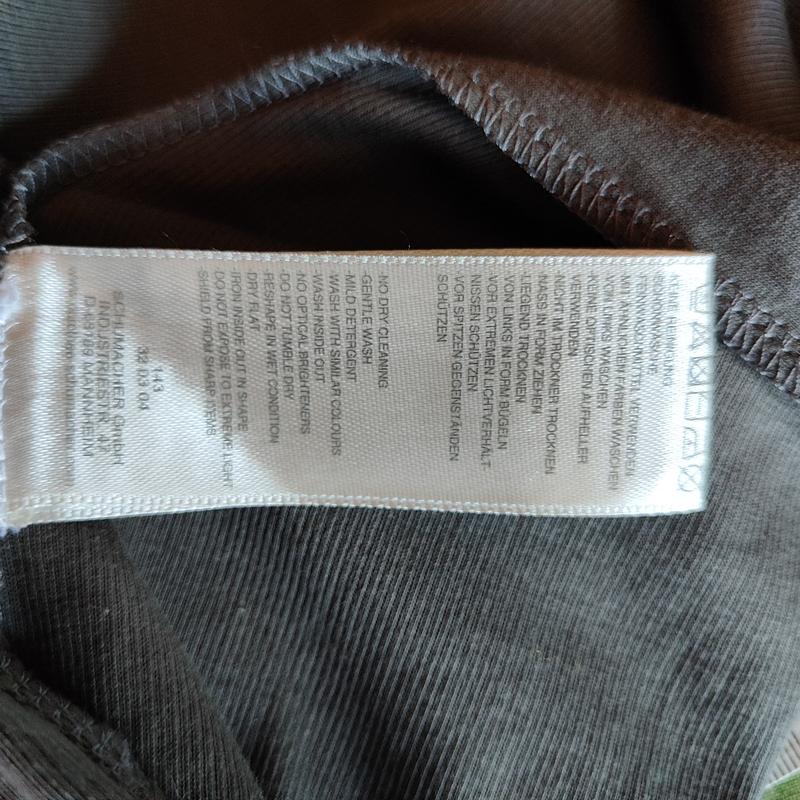 KEINE REINIGUNG
SCHONWÄSCHE
FEINWASCHMITTEL VERWENDEN
MIT ÄHNLICHEN FARBEN WASCHEN
VON LINKS WASCHEN
KEINE OPTISCHEN AUFHELLER
VERWENDEN
NICHT IM TROCKNER TROCKNEN
NASS IN FORM ZIEHEN
LIEGEND TROCKNEN
VON LINKS IN FORM BÜGELN
VOR EXTREMEN LICHTVERHÄLT-
NISSEN SCHÜTZEN
VOR SPITZEN GEGENSTÄNDEN
SCHÜTZEN
-NO DRY CLEANING
-GENTLE WASH
-MILD DETERGENT
-WASH WITH SIMILAR COLOURS
-WASH INSIDE OUT
-NO OPTICAL BRIGHTENERS
-DO NOT TUMBLE DRY
-RESHAPE IN WET CONDITION
DRY FLAT
-IRON INSIDE OUT IN SHAPE
-DO NOT EXPOSE TO EXTREME LIGHT
-SHIELD FROM SHARP ITEMS
143
32 03 04
SCHUMACHER GmbH
INDUSTRIESTR. 47
MANNHEIM